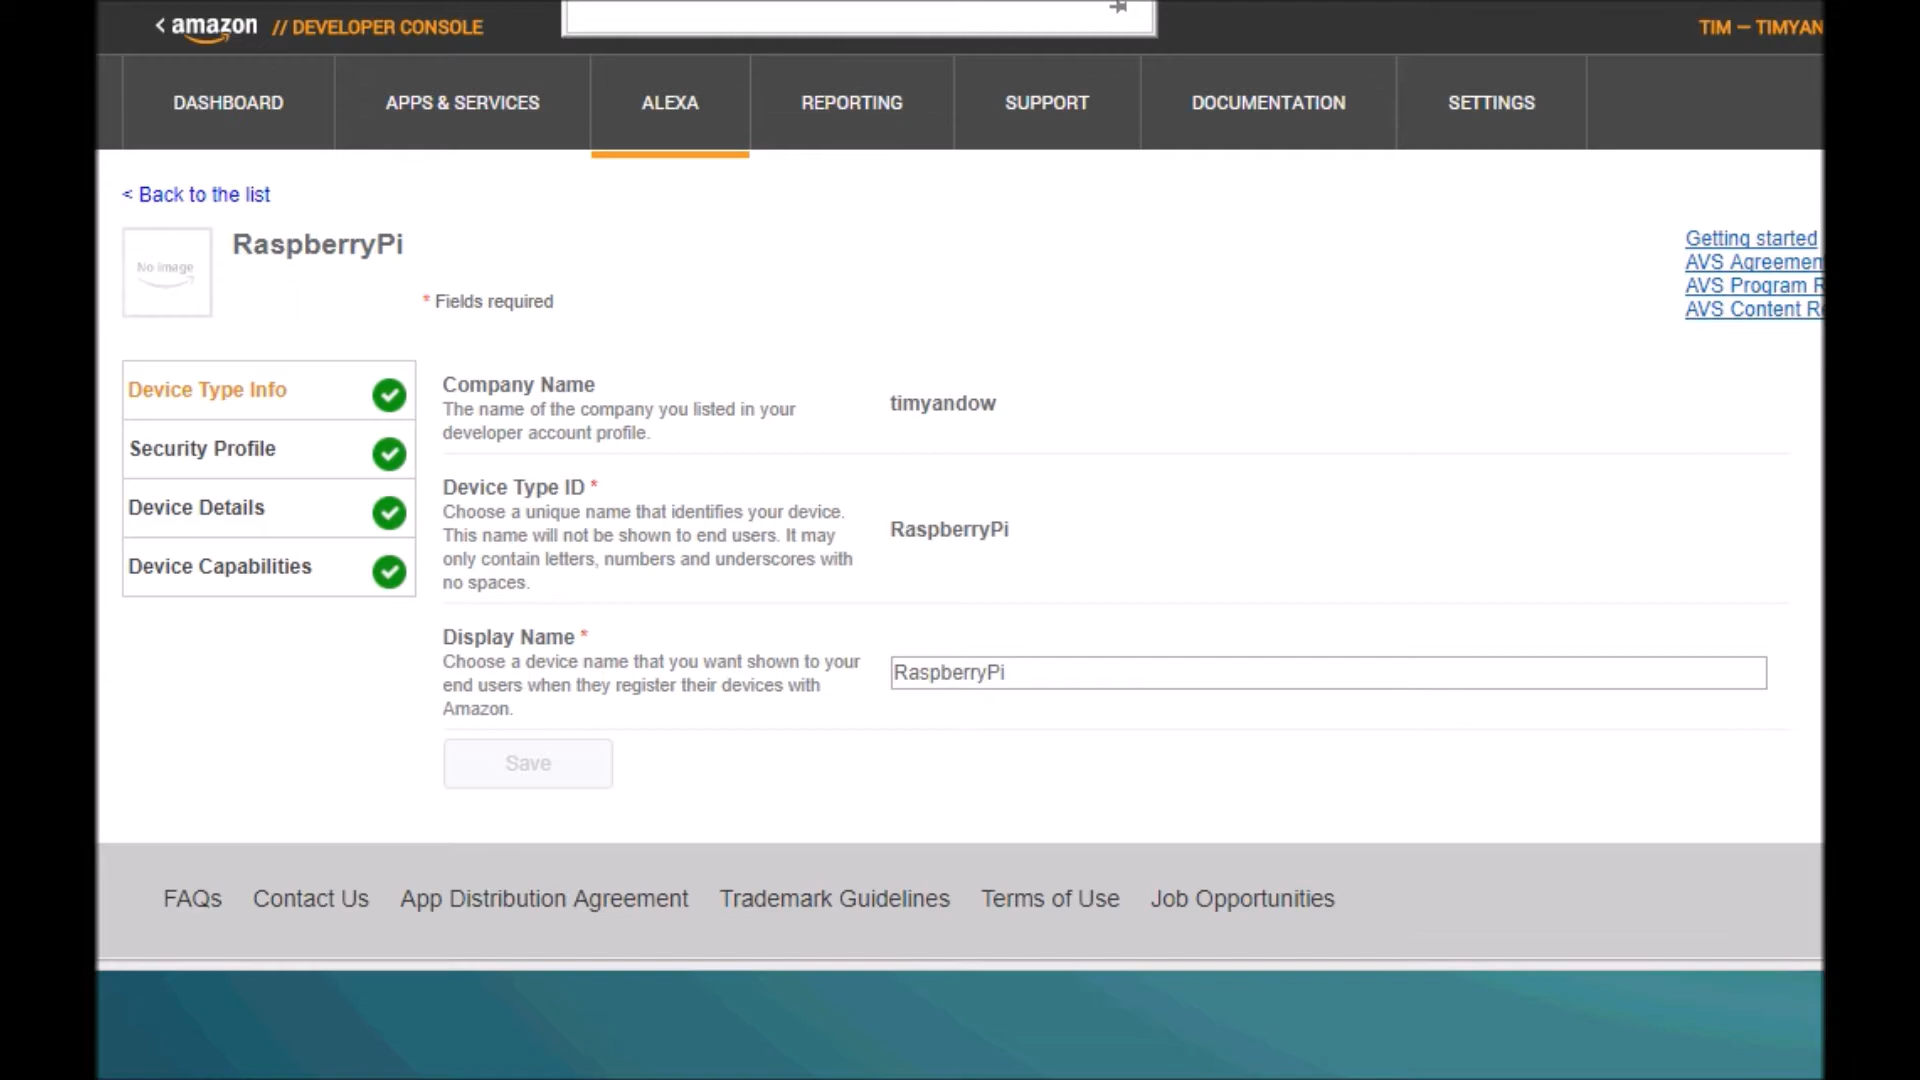 < amazon // DEVELOPER CONSOLE
TIM – TIMYAN
DASHBOARD
APPS & SERVICES
ALEXA
REPORTING
SUPPORT
DOCUMENTATION
SETTINGS
< Back to the list
No image
RaspberryPi
* Fields required
Getting started
AVS Agreemen
AVS Program R
AVS Content Re
Device Type Info
Security Profile
Device Details
Device Capabilities
Company Name
The name of the company you listed in your
developer account profile.
timyandow
Device Type ID *
Choose a unique name that identifies your device.
This name will not be shown to end users. It may
only contain letters, numbers and underscores with
no spaces.
RaspberryPi
Display Name *
Choose a device name that you want shown to your
end users when they register their devices with
Amazon.
RaspberryPi
Save
FAQs
Contact Us
App Distribution Agreement
Trademark Guidelines
Terms of Use
Job Opportunities